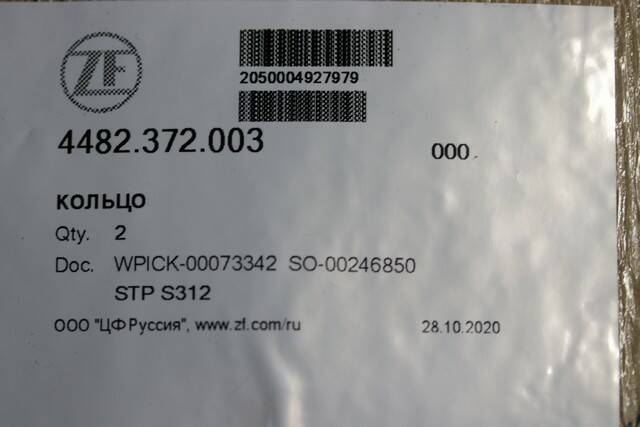 ZF
2050004927979
4482.372.003
000
кольцо
Qty. 2
Doc. WPICK-00073342 SO-00246850
STP S312
ООО "ЦФ Руссия", www.zf.com/ru
28.10.2020